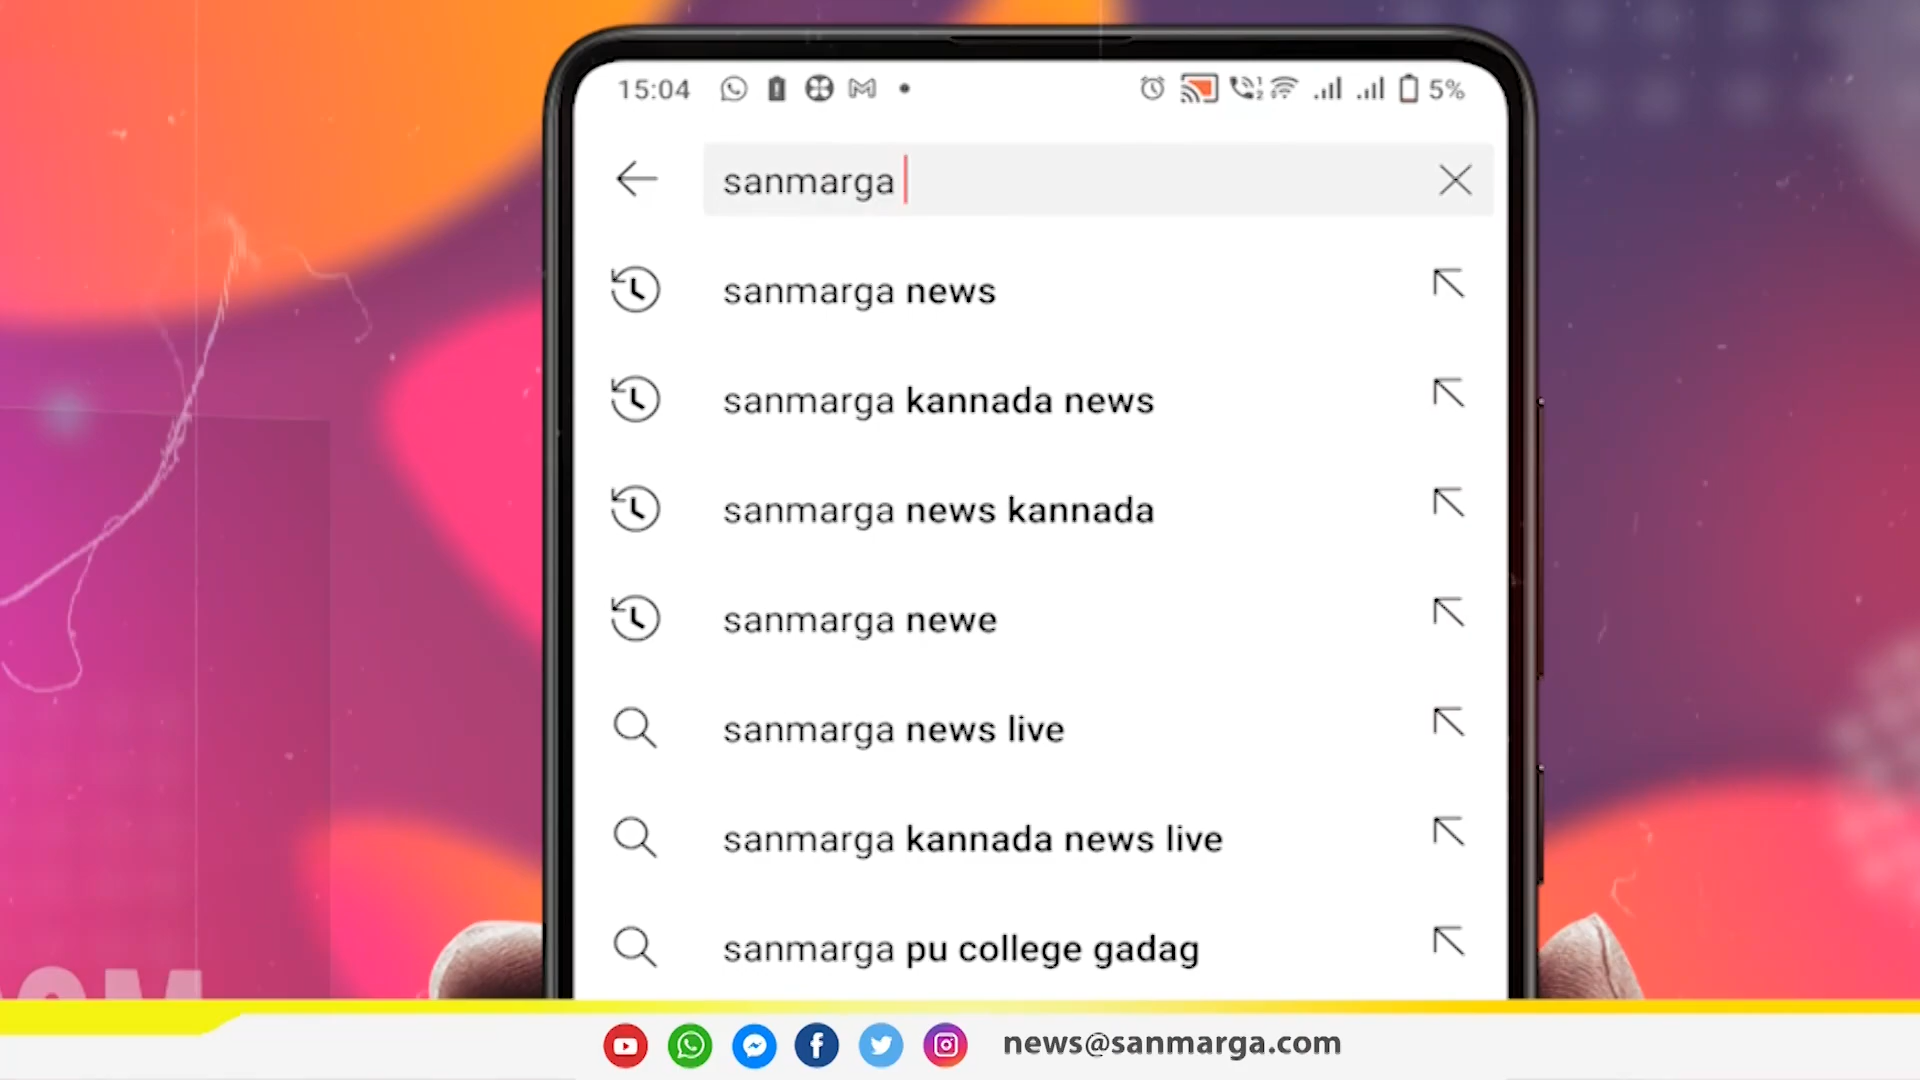 15:04
5%
sanmarga
sanmarga news
sanmarga kannada news
sanmarga news kannada
sanmarga newe
sanmarga news live
sanmarga kannada news live
sanmarga pu college gadag
news@sanmarga.com